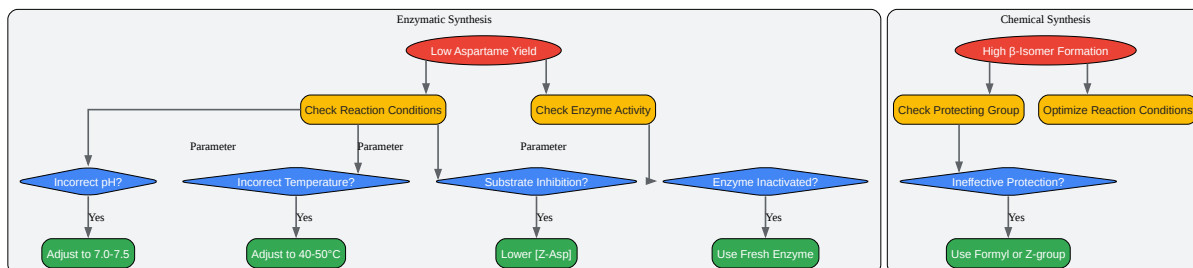 Enzymatic Synthesis
Low Aspartame Yield
Check Reaction Conditions
Check Enzyme Activity
Parameter
Parameter
Parameter
Incorrect pH?
Incorrect Temperature?
Substrate Inhibition?
Enzyme Inactivated?
Yes
Yes
Yes
Yes
Adjust to 7.0-7.5
Adjust to 40-50°C
Lower [Z-Asp]
Use Fresh Enzyme
Chemical Synthesis
High β-Isomer Formation
Check Protecting Group
Optimize Reaction Conditions
Ineffective Protection?
Yes
Use Formyl or Z-group